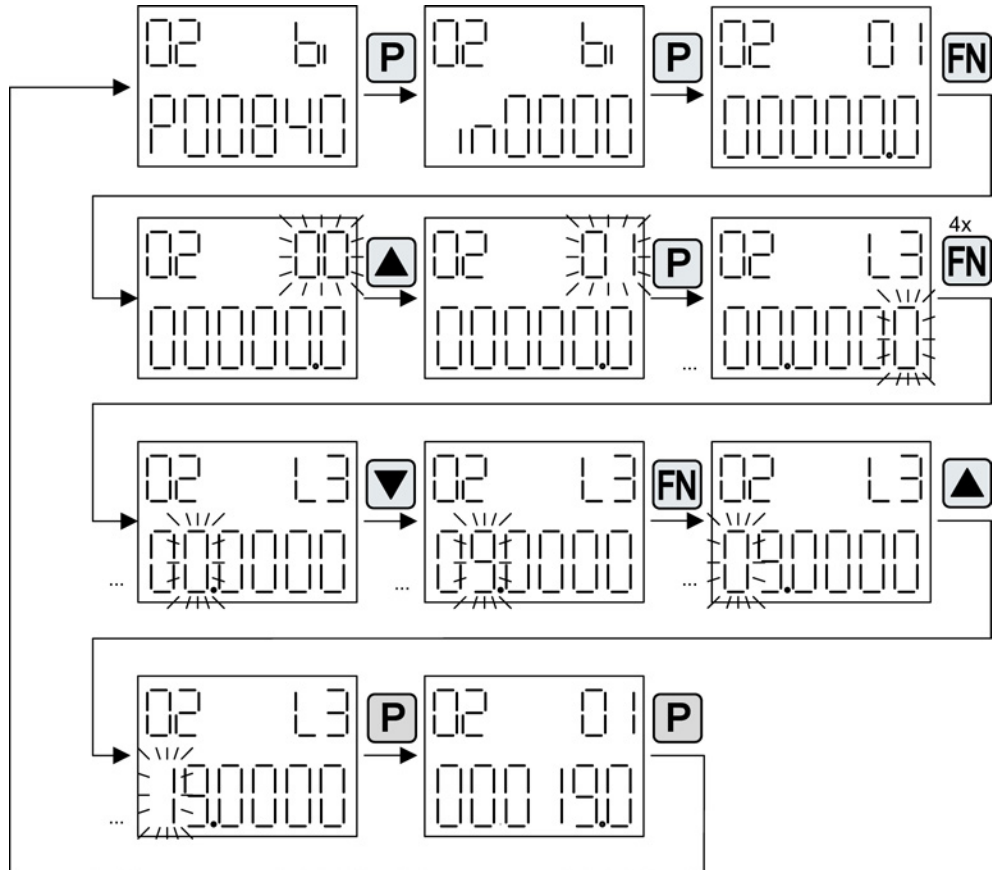 02 bi P 02 bi P 02 01 FN
P00840 in0000 00000.0
4x
02 00 ▲ 02 01 P 02 L3 FN
00000.0 00000.0 ... 00.0000
02 L3 ▼ 02 L3 FN 02 L3 ▲
... 00.0000 ... 09.0000 ... 09.0000
02 L3 P 02 01 P
... 19.0000 00019.0